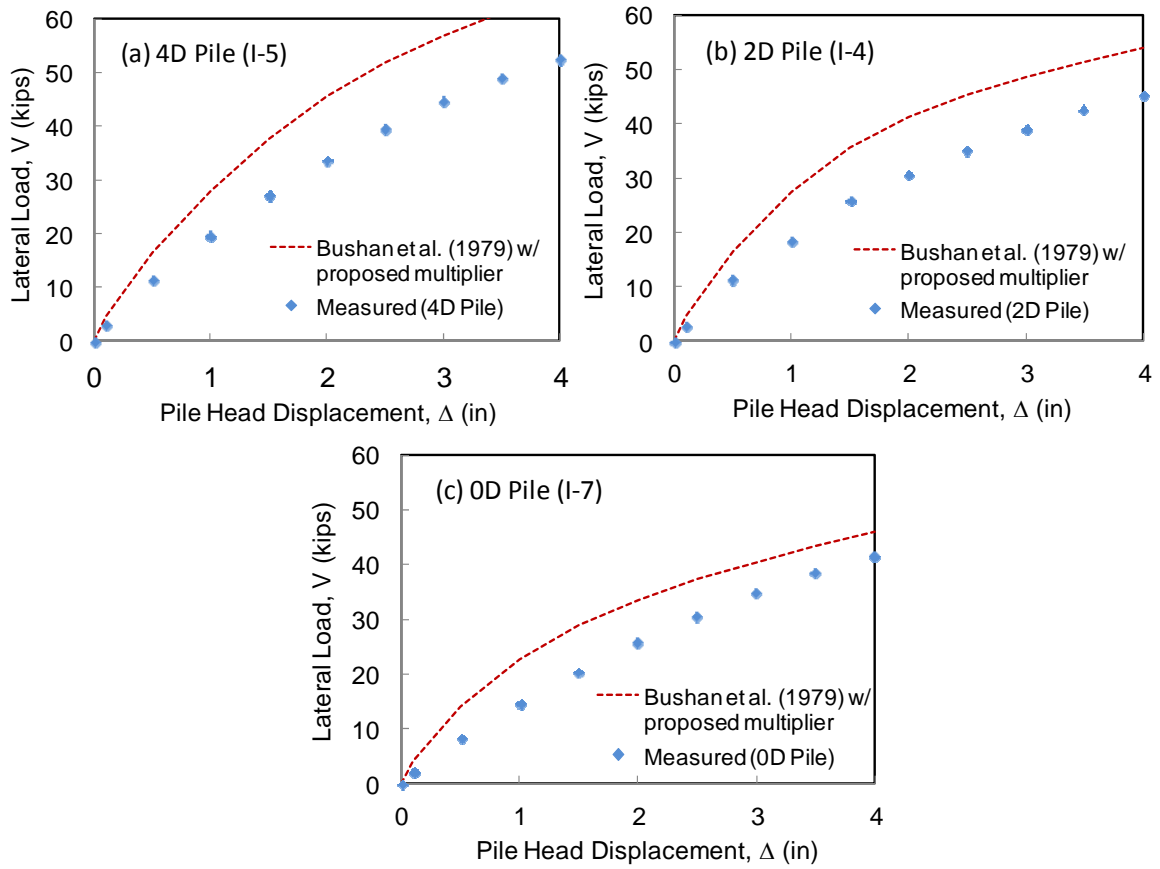 (a) 4D Pile (I-5)
Lateral Load, V (kips)
60
50
40
30
20
10
0
0 1 2 3 4
Pile Head Displacement, Δ (in)
Bushan et al. (1979) w/
proposed multiplier
Measured (4D Pile)
(b) 2D Pile (I-4)
Lateral Load, V (kips)
60
50
40
30
20
10
0
0 1 2 3 4
Pile Head Displacement, Δ (in)
Bushan et al. (1979) w/
proposed multiplier
Measured (2D Pile)
(c) 0D Pile (I-7)
Lateral Load, V (kips)
60
50
40
30
20
10
0
0 1 2 3 4
Pile Head Displacement, Δ (in)
Bushan et al. (1979) w/
proposed multiplier
Measured (0D Pile)